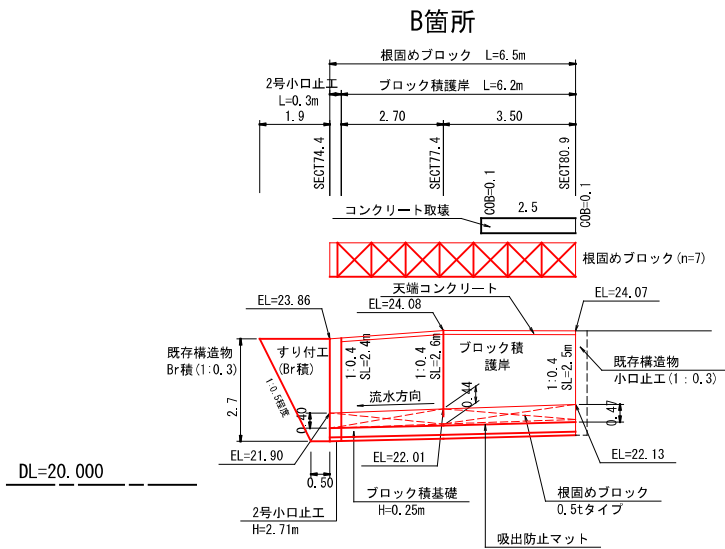 B箇所
根固めブロック L=6.5m
2号小口止工
L=0.3m
ブロック積護岸 L=6.2m
1.9
2.70
3.50
SECT74.4
SECT77.4
SECT80.9
コンクリート取壊
COB=0.1
2.5
COB=0.1
根固めブロック(n=7)
天端コンクリート
EL=23.86
EL=24.08
EL=24.07
既存構造物
Br積(1:0.3)
すり付工
(Br積)
1:0.4
SL=2.4m
1:0.4
SL=2.6m
ブロック積
護岸
1:0.4
SL=2.5m
既存構造物
小口止工(1:0.3)
1:0.5程度
流水方向
0.44
2.7
0.40
0.47
EL=21.90
EL=22.01
EL=22.13
DL=20.000
0.50
ブロック積基礎
H=0.25m
根固めブロック
0.5tタイプ
2号小口止工
H=2.71m
吸出防止マット